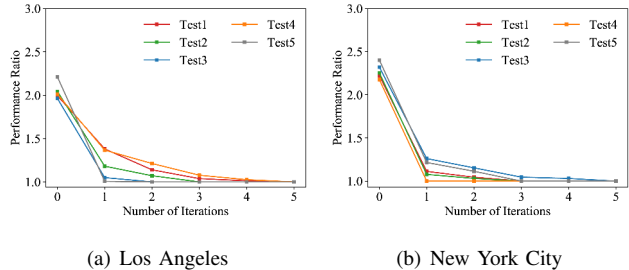 3.0
2.5
2.0
1.5
1.0
Performance Ratio
Test1
Test2
Test3
Test4
Test5
0 1 2 3 4 5
Number of Iterations
(a) Los Angeles
3.0
2.5
2.0
1.5
1.0
Performance Ratio
Test1
Test2
Test3
Test4
Test5
0 1 2 3 4 5
Number of Iterations
(b) New York City